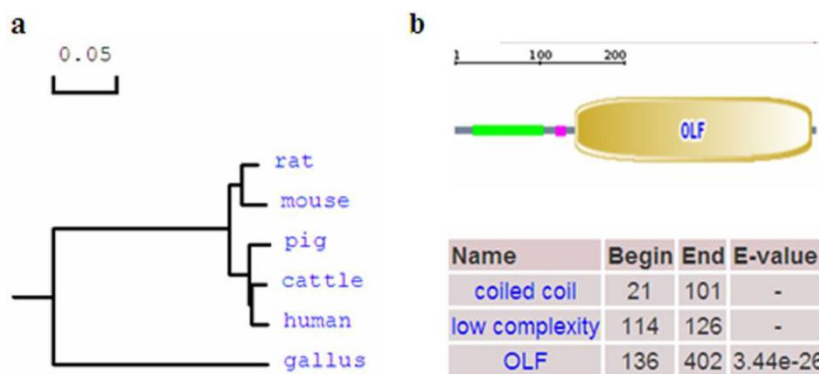 a
0.05
rat
mouse
pig
cattle
human
gallus
b
1 100 200
OLF
Name Begin End E-value
coiled coil 21 101 -
low complexity 114 126 -
OLF 136 402 3.44e-26